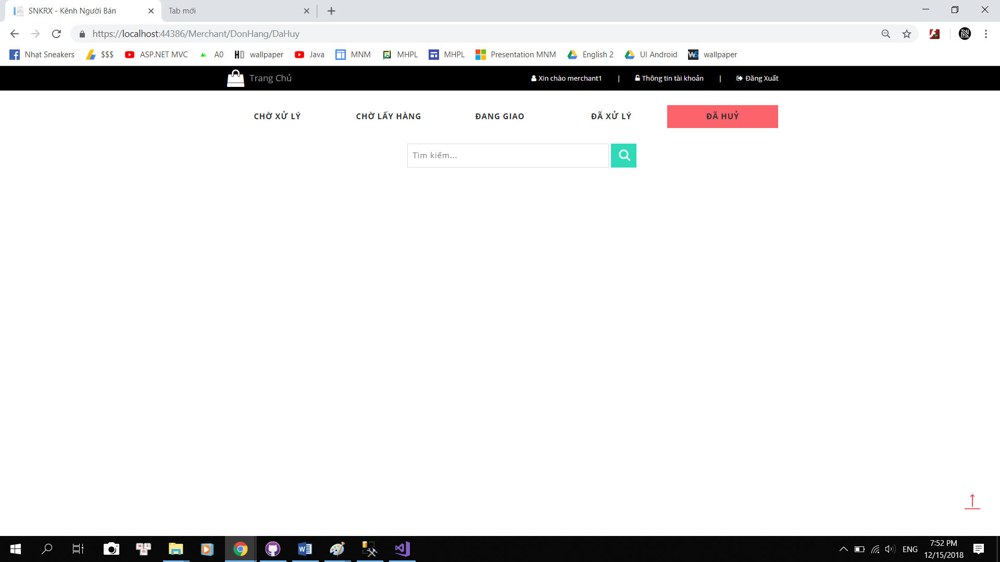 SNKRX - Kênh Người Bán
Tab mới
https://localhost:44386/Merchant/DonHang/DaHuy
Nhạt Sneakers
$$$
ASP.NET MVC
A0
HD wallpaper
Java
MNM
MHPL
MHPL
Presentation MNM
English 2
UI Android
wallpaper
Trang Chủ
Xin chào merchant1 | Thông tin tài khoản | Đăng Xuất
CHỜ XỬ LÝ
CHỜ LẤY HÀNG
ĐANG GIAO
ĐÃ XỬ LÝ
ĐÃ HUỶ
Tìm kiếm...
ENG
7:52 PM
12/15/2018